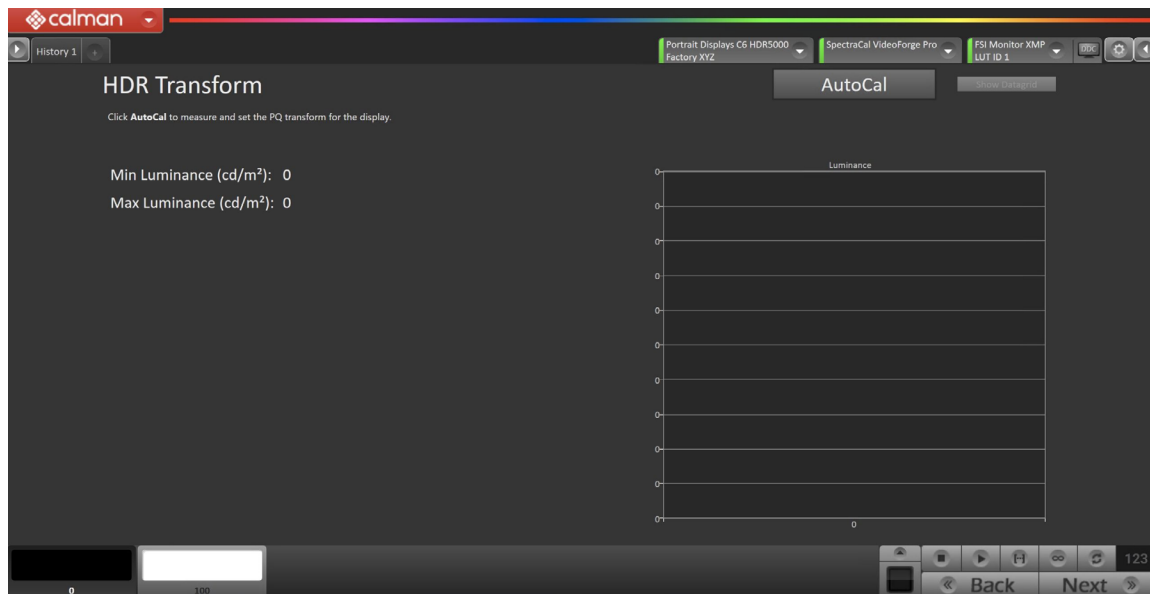 calman
History 1 +
Portrait Displays C6 HDR5000
Factory XYZ
SpectraCal VideoForge Pro
FSI Monitor XMP
LUT ID 1
DDC
HDR Transform
AutoCal
Show Datagrid
Click AutoCal to measure and set the PQ transform for the display.
Min Luminance (cd/m²): 0
Max Luminance (cd/m²): 0
Luminance
0
0
0
0
0
0
0
0
0
0
0
0
0
100
123
Back
Next